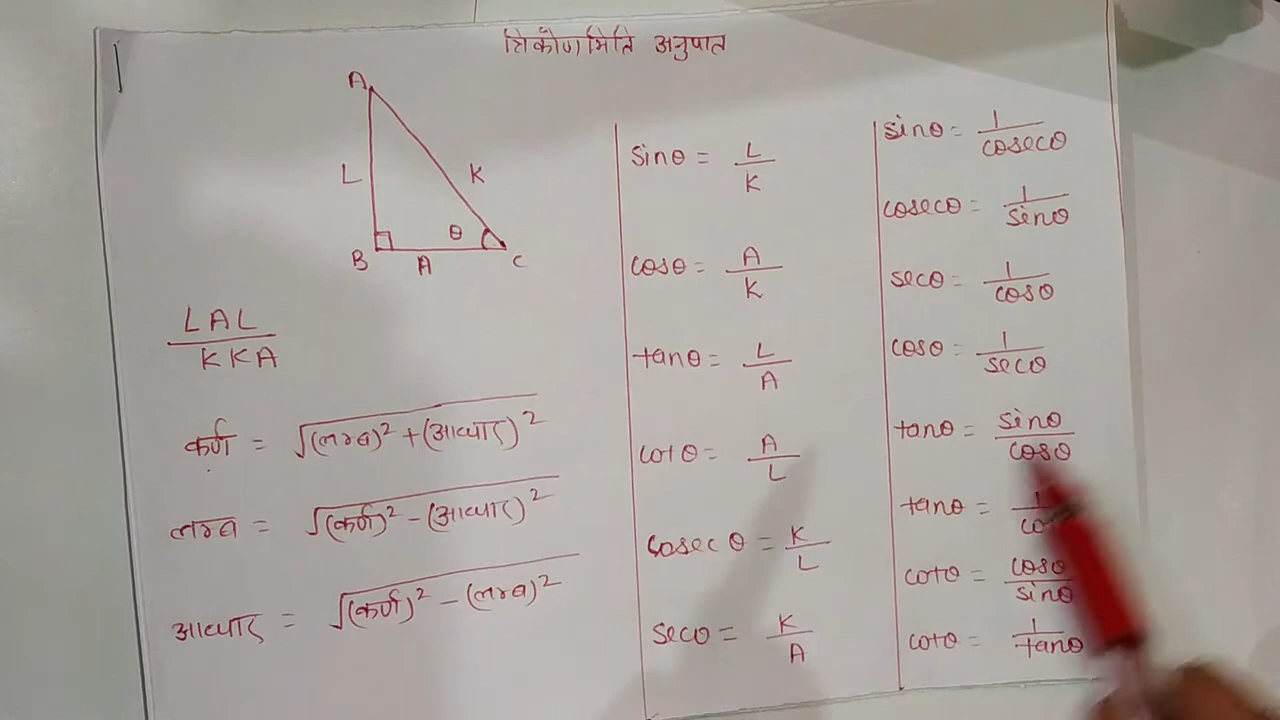 त्रिकोणमिति अनुपात
A
L
K
θ
B
A
C
LAL
KKA
कर्ण = √(लम्ब)² + (आधार)²
लम्ब = √(कर्ण)² - (आधार)²
आधार = √(कर्ण)² - (लम्ब)²
sinθ = L/K
cosθ = A/K
tanθ = L/A
cotθ = A/L
cosec θ = K/L
secθ = K/A
sinθ = 1/cosecθ
cosecθ = 1/sinθ
secθ = 1/cosθ
cosθ = 1/secθ
tanθ = sinθ/cosθ
tanθ = 1/
cotθ = cosθ/sinθ
cotθ = 1/tanθ